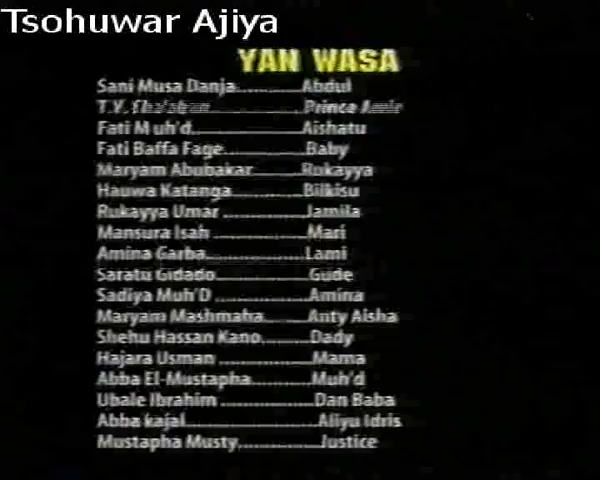 Tsohuwar Ajiya
YAN WASA
Sani Musa Danja............Abdul
T.Y. Sha'aban................Prince Amir
Fati Muh'd...................Aishatu
Fati Baffa Fage..............Baby
Maryam Abubakar........Rukayya
Hauwa Katanga............Bilkisu
Rukayya Umar..............Jamila
Mansura Isah................Mari
Amina Garba.................Lami
Saratu Gidado................Gude
Sadiya Muh'D................Amina
Maryam Mashmaha........Anty Aisha
Shehu Hassan Kano........Dady
Hajara Usman................Mama
Abba El-Mustapha..........Muh'd
Ubale Ibrahim................Dan Baba
Abba kajal......................Aliyu Idris
Mustapha Musty..............Justice